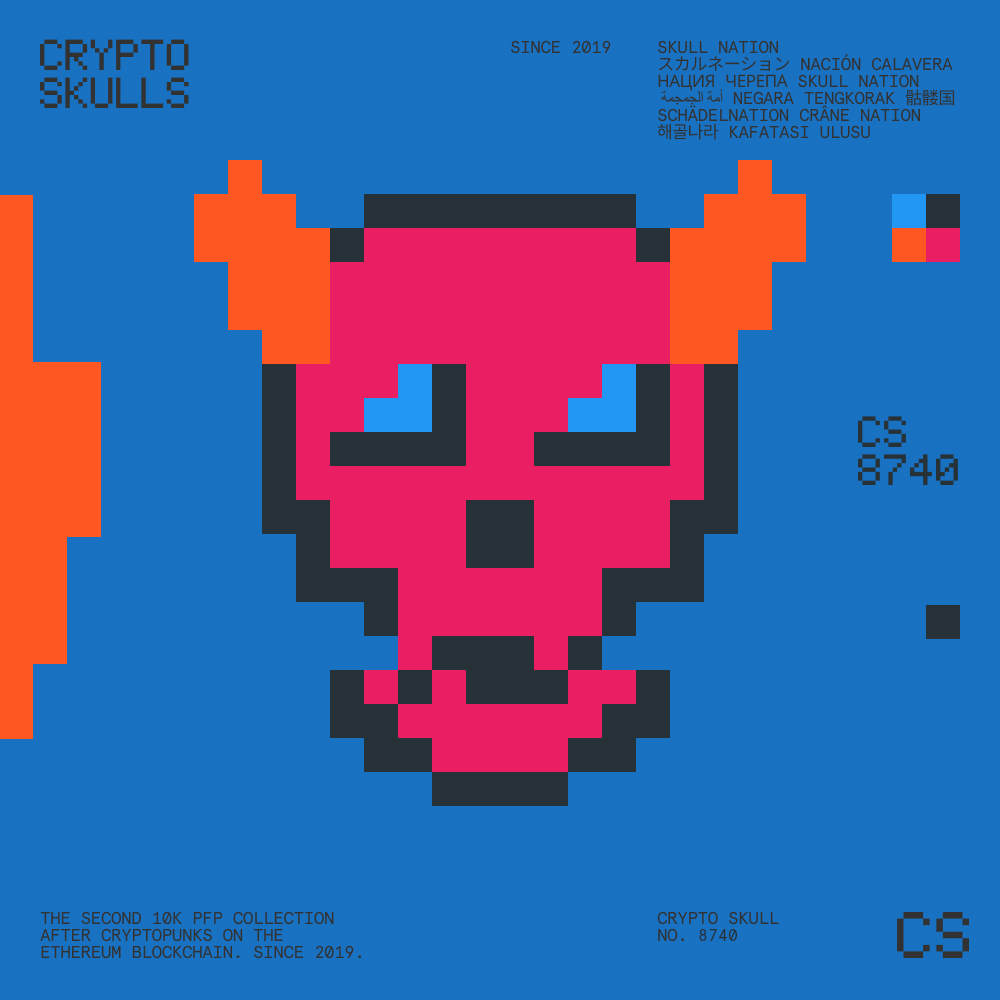 CRYPTO
SKULLS
SINCE 2019
SKULL NATION
スカルネーション NACIÓN CALAVERA
НАЦИЯ ЧЕРЕПА SKULL NATION
أمة الجمجمة NEGARA TENGKORAK 骷髅国
SCHÄDELNATION CRÂNE NATION
해골나라 KAFATASI ULUSU
CS
8740
THE SECOND 10K PFP COLLECTION
AFTER CRYPTOPUNKS ON THE
ETHEREUM BLOCKCHAIN. SINCE 2019.
CRYPTO SKULL
NO. 8740
CS